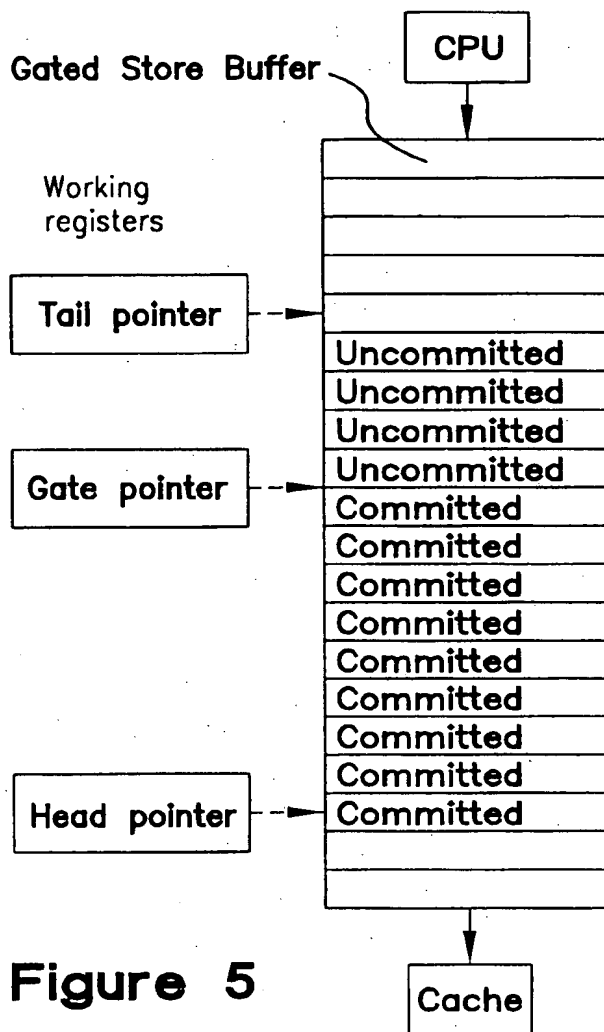 CPU
Gated Store Buffer
Working
registers
Tail pointer
Uncommitted
Uncommitted
Uncommitted
Uncommitted
Gate pointer
Committed
Committed
Committed
Committed
Committed
Committed
Committed
Committed
Head pointer
Committed
Figure 5
Cache